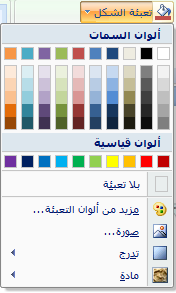 تعبئة الشكل
ألوان السمات
ألوان قياسية
بلا تعبئة
مزيد من ألوان التعبئة...
صورة...
تدرج
مادة